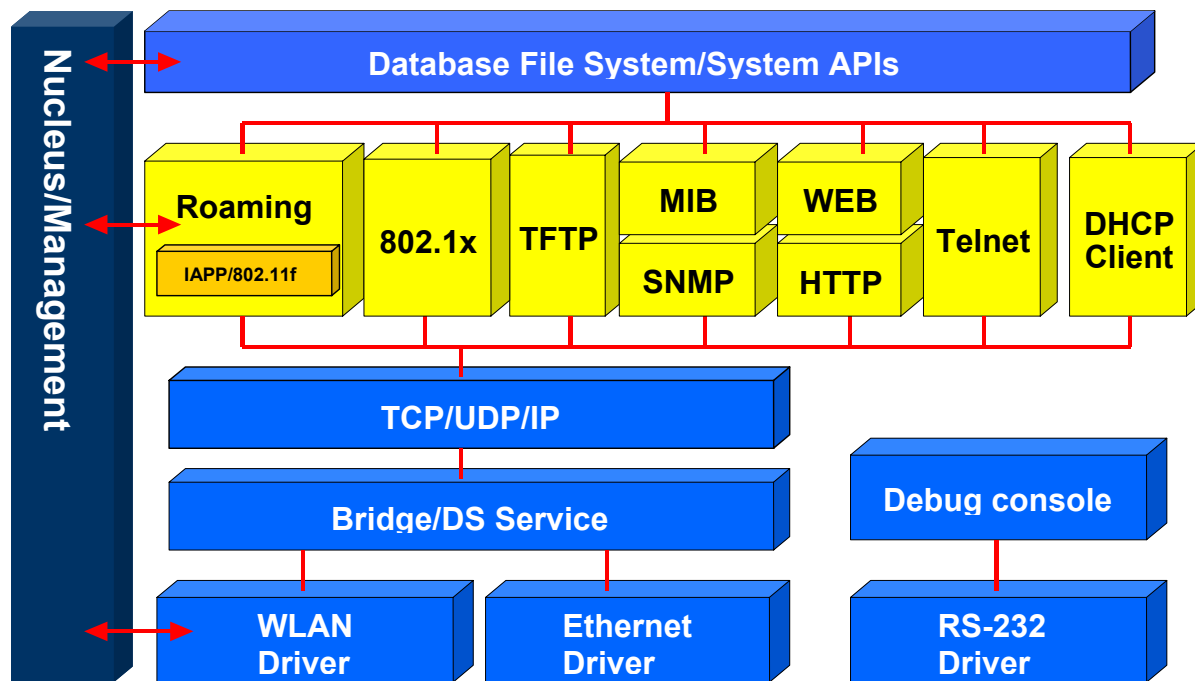 Nucleus/Management
Database File System/System APIs
Roaming
IAPP/802.11f
802.1x
TFTP
MIB
SNMP
WEB
HTTP
Telnet
DHCP
Client
TCP/UDP/IP
Bridge/DS Service
Debug console
WLAN
Driver
Ethernet
Driver
RS-232
Driver